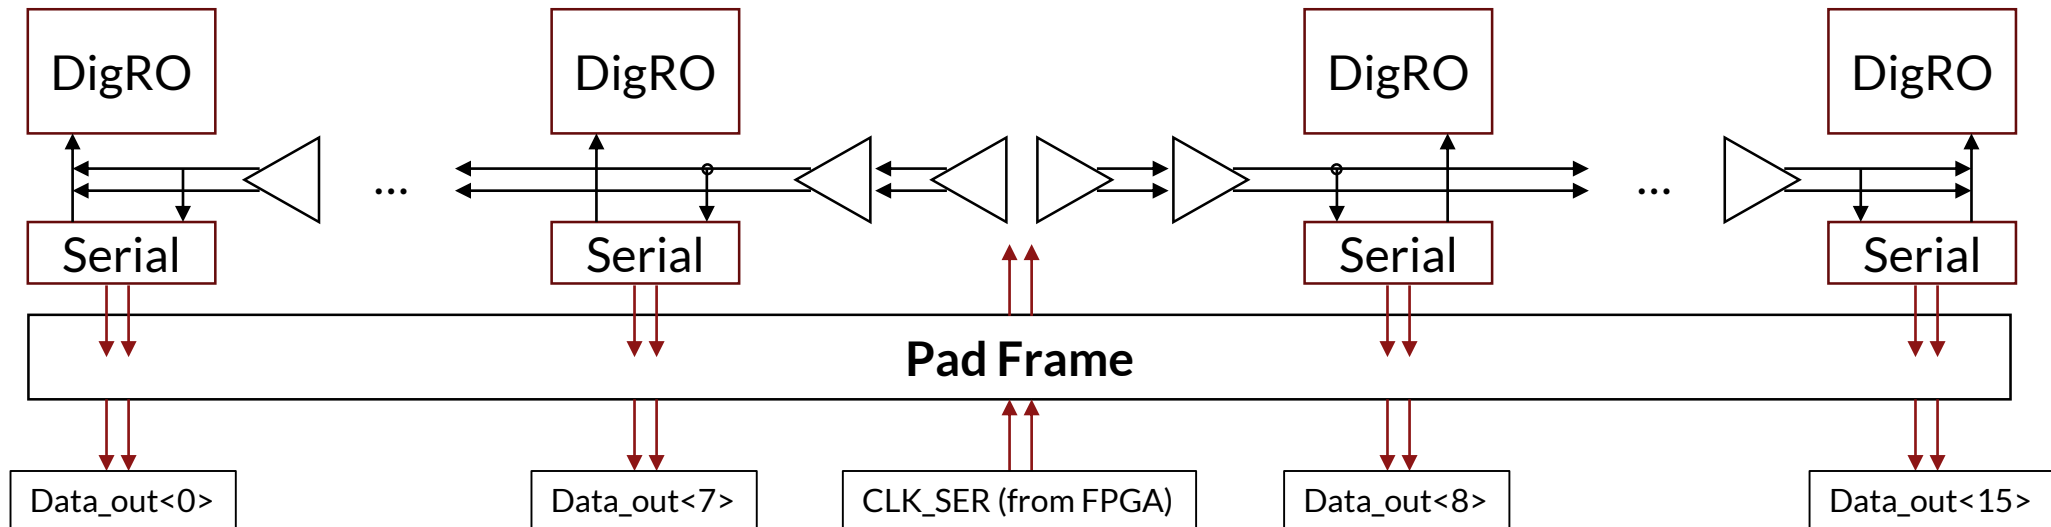 DigRO
DigRO
DigRO
DigRO
...
...
Serial
Serial
Serial
Serial
Pad Frame
Data_out<0>
Data_out<7>
CLK_SER (from FPGA)
Data_out<8>
Data_out<15>